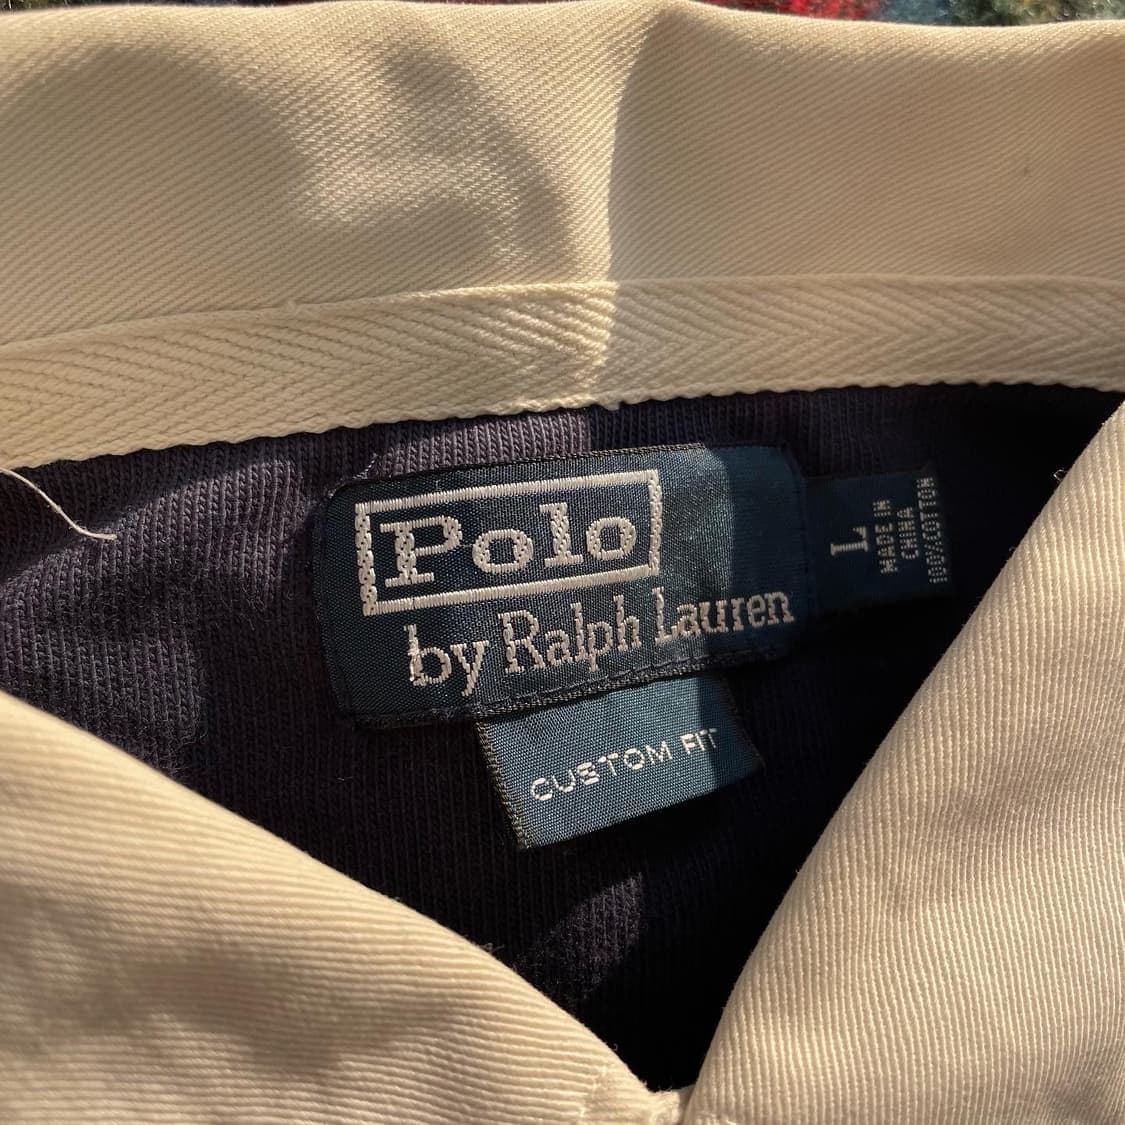 Polo
by Ralph Lauren
CUSTOM FIT
L
MADE IN
CHINA
100%COTTON